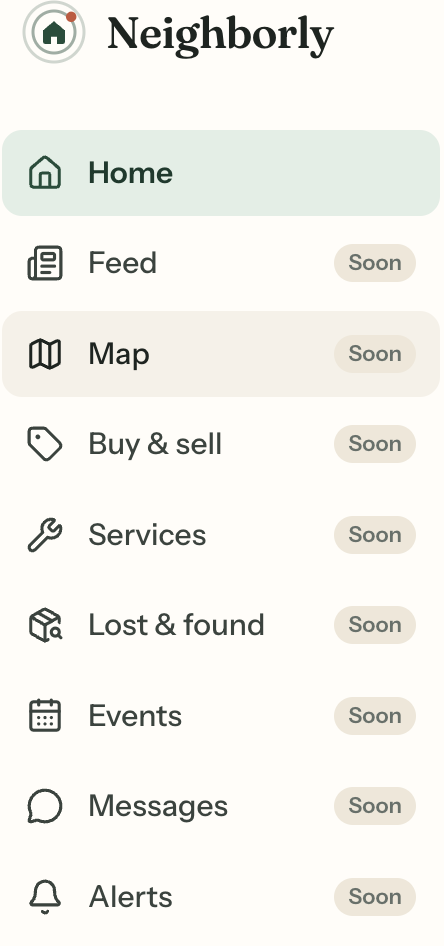 Neighborly
Home
Feed Soon
Map Soon
Buy & sell Soon
Services Soon
Lost & found Soon
Events Soon
Messages Soon
Alerts Soon